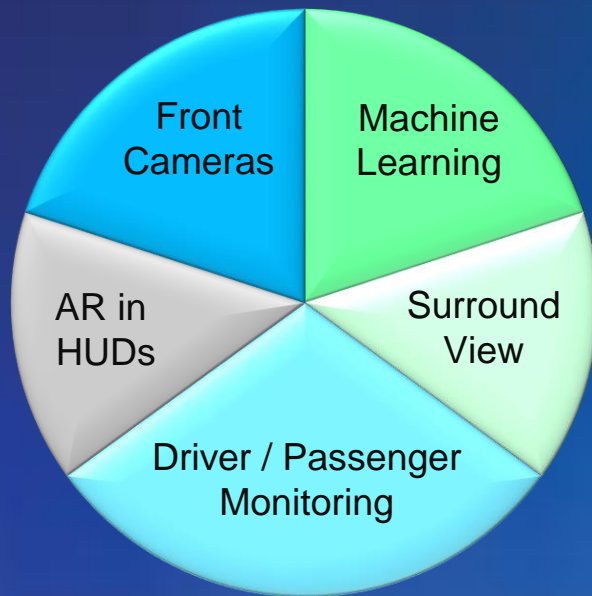 Front
Cameras
Machine
Learning
AR in
HUDs
Surround
View
Driver / Passenger
Monitoring